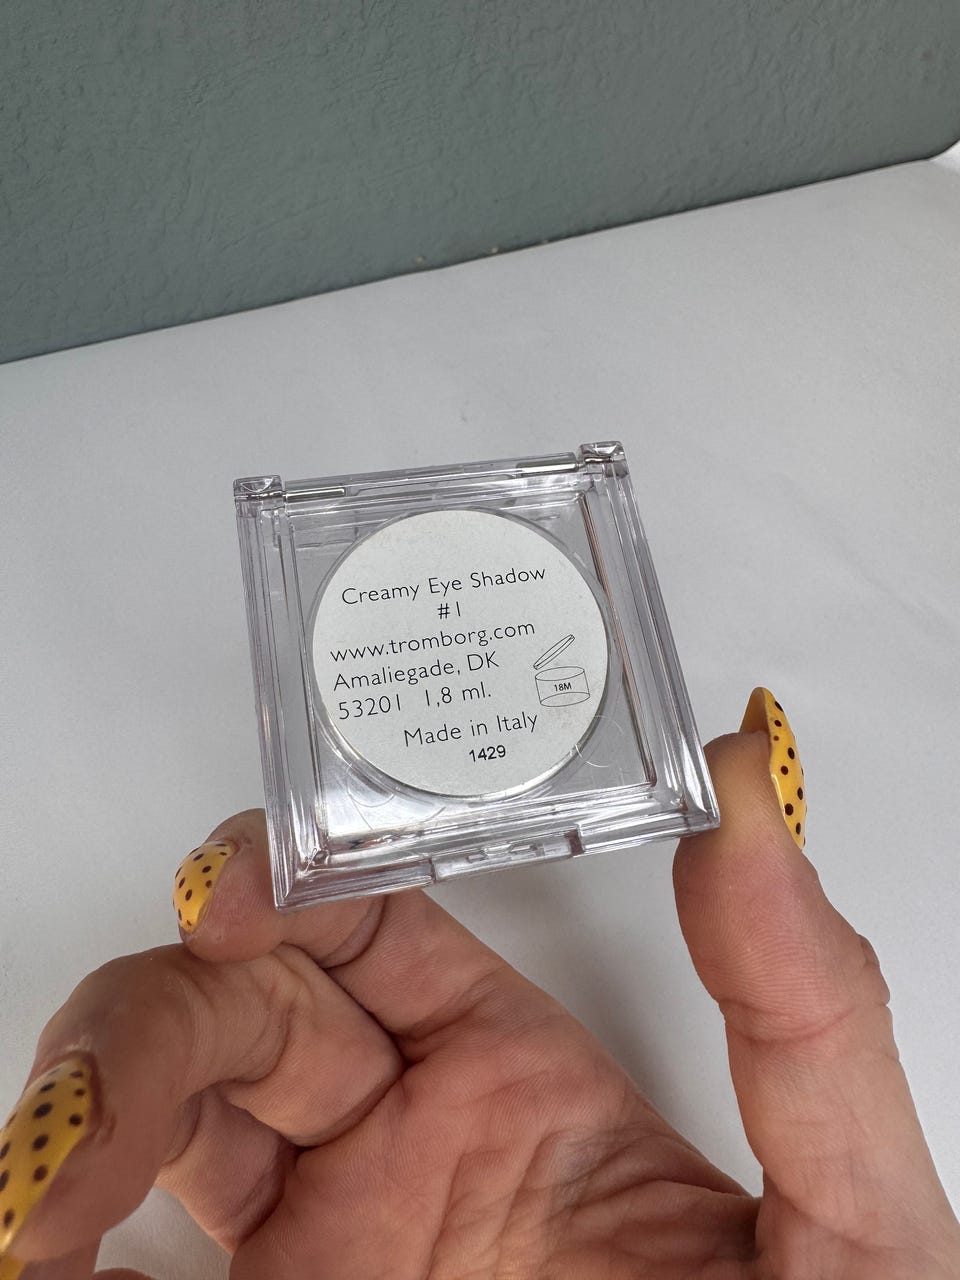 Creamy Eye Shadow
#1
www.tromborg.com
Amaliegade, DK
53201 1,8 ml.
18M
Made in Italy
1429